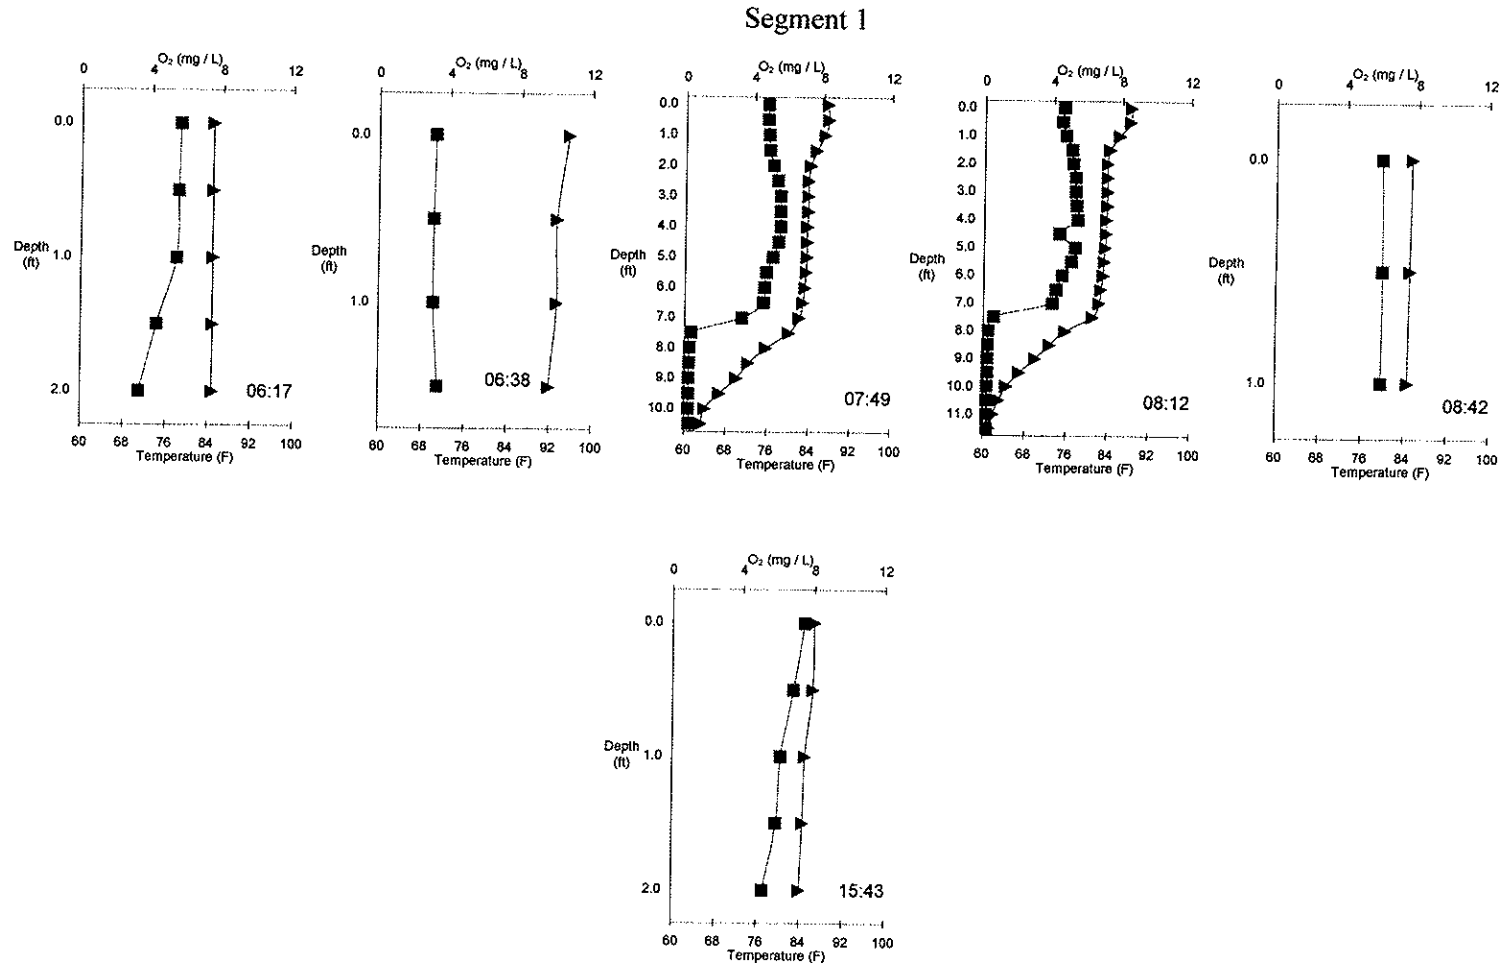 Segment 1
O₂ (mg / L)
0 4 8 12
0.0
Depth
(ft)
1.0
2.0
06:17
60 68 76 84 92 100
Temperature (F)
O₂ (mg / L)
0 4 8 12
0.0
Depth
(ft)
1.0
06:38
60 68 76 84 92 100
Temperature (F)
O₂ (mg / L)
0 4 8 12
0.0
1.0
2.0
3.0
4.0
Depth
(ft)
5.0
6.0
7.0
8.0
9.0
10.0
07:49
60 68 76 84 92 100
Temperature (F)
O₂ (mg / L)
0 4 8 12
0.0
1.0
2.0
3.0
4.0
Depth
(ft)
5.0
6.0
7.0
8.0
9.0
10.0
11.0
08:12
60 68 76 84 92 100
Temperature (F)
O₂ (mg / L)
0 4 8 12
0.0
Depth
(ft)
1.0
08:42
60 68 76 84 92 100
Temperature (F)
O₂ (mg / L)
0 4 8 12
0.0
Depth
(ft)
1.0
2.0
15:43
60 68 76 84 92 100
Temperature (F)